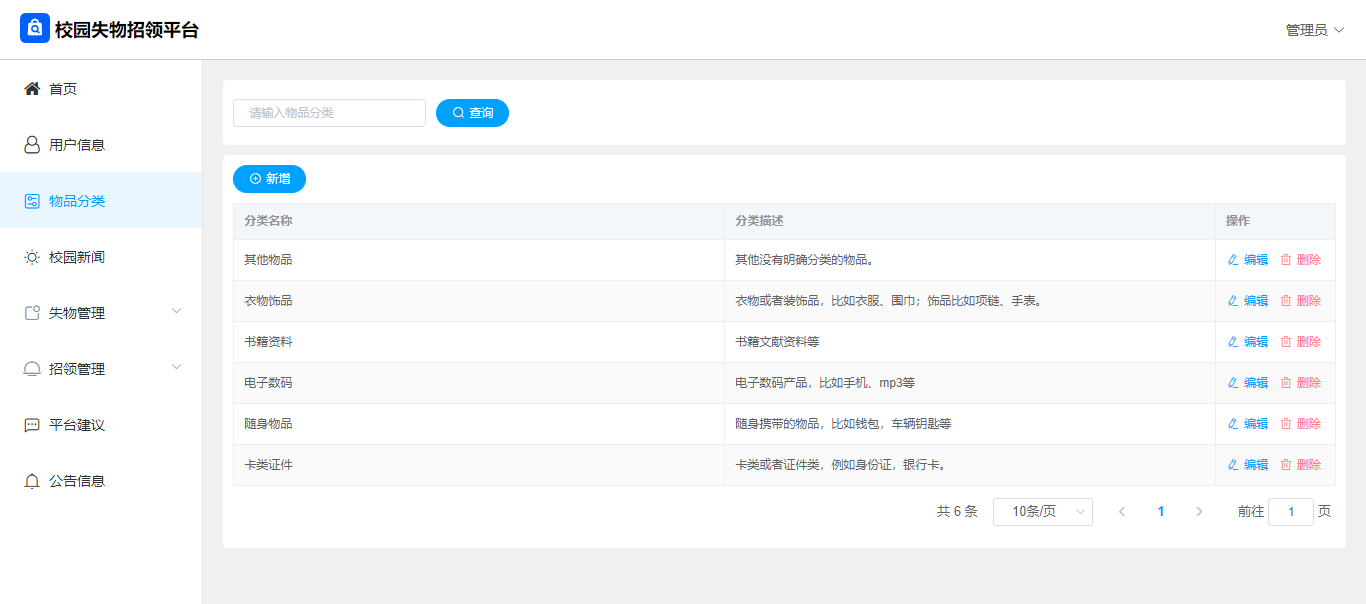 校园失物招领平台
管理员
首页
用户信息
物品分类
校园新闻
失物管理
招领管理
平台建议
公告信息
请输入物品分类 查询
新增
分类名称 分类描述 操作
其他物品 其他没有明确分类的物品。 编辑 删除
衣物饰品 衣物或者装饰品，比如衣服、围巾；饰品比如项链、手表。 编辑 删除
书籍资料 书籍文献资料等 编辑 删除
电子数码 电子数码产品，比如手机、mp3等 编辑 删除
随身物品 随身携带的物品，比如钱包，车辆钥匙等 编辑 删除
卡类证件 卡类或者证件类，例如身份证，银行卡。 编辑 删除
共 6 条 10条/页 1 前往 1 页